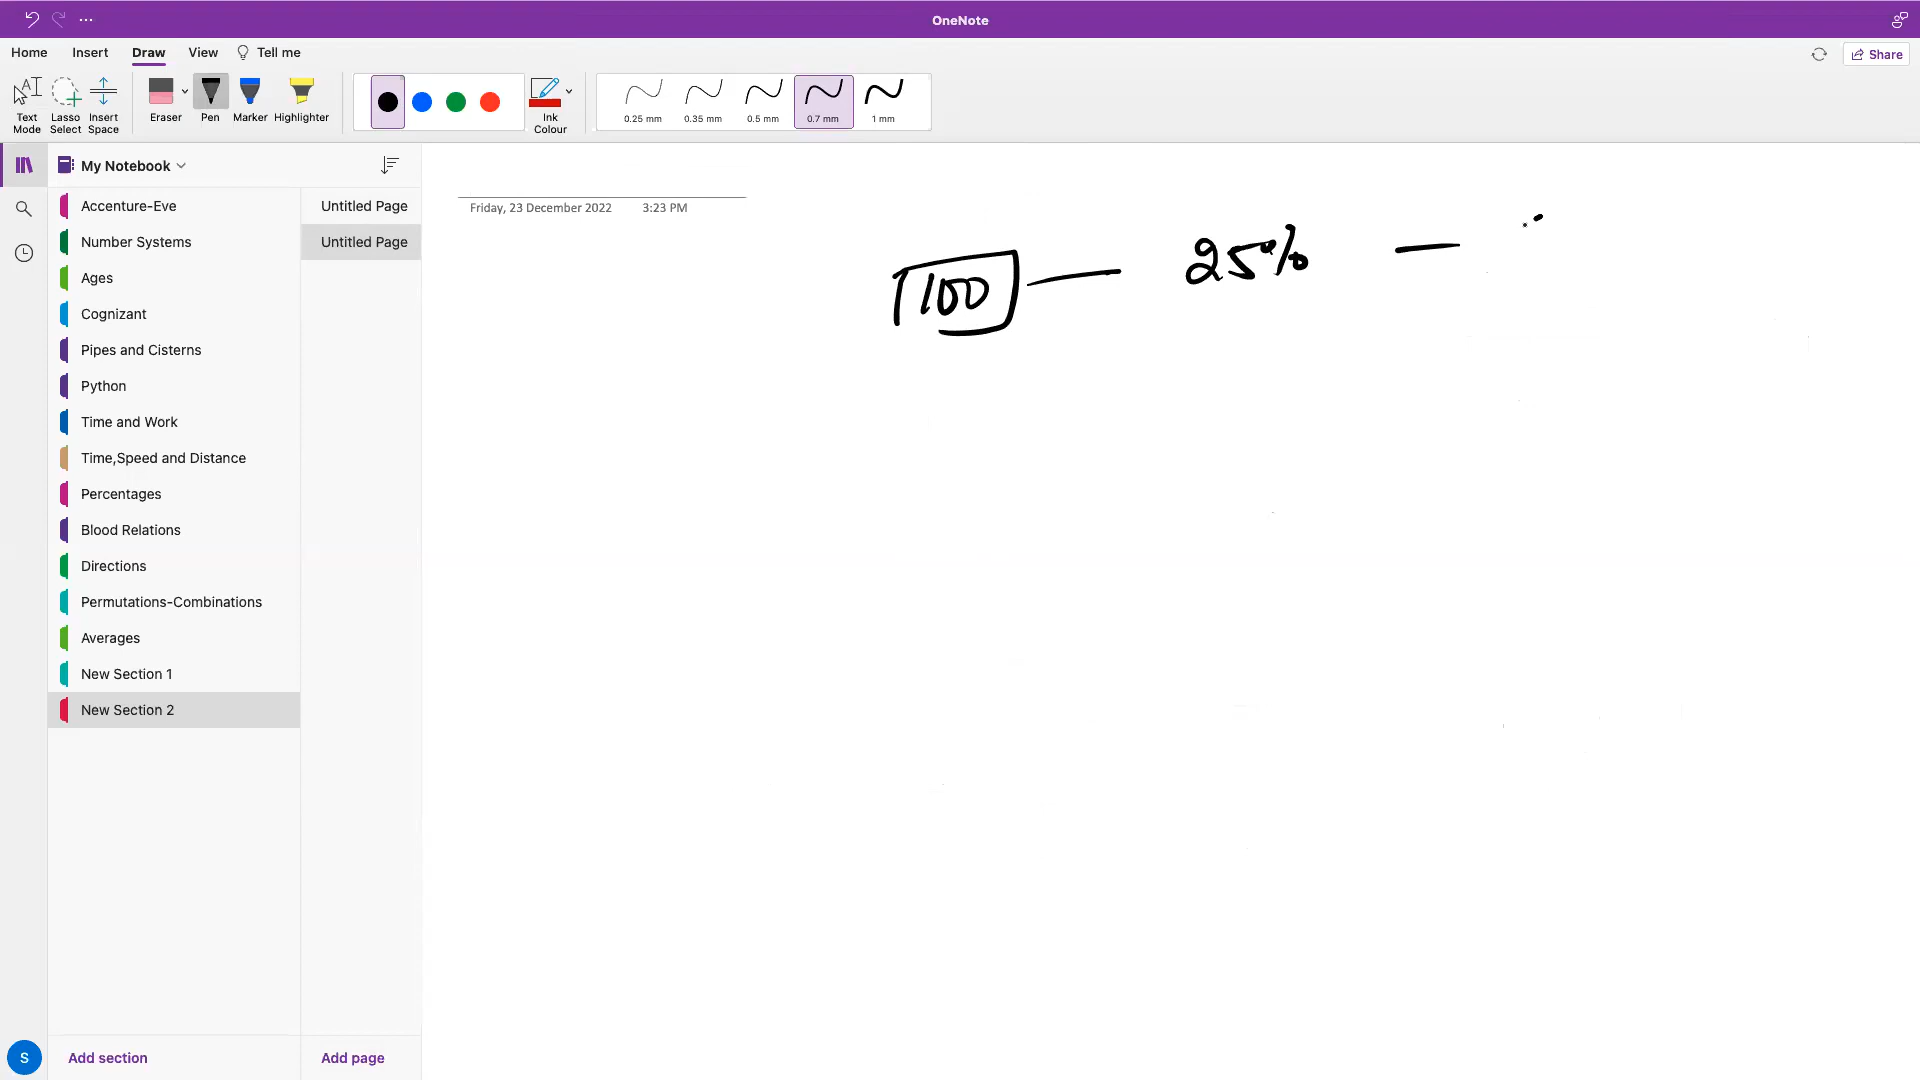 OneNote
Home Insert Draw View Tell me
Share
Text Mode
Lasso Select
Insert Space
Eraser
Pen
Marker
Highlighter
Ink Colour
0.25 mm
0.35 mm
0.5 mm
0.7 mm
1 mm
My Notebook
Accenture-Eve
Number Systems
Ages
Cognizant
Pipes and Cisterns
Python
Time and Work
Time,Speed and Distance
Percentages
Blood Relations
Directions
Permutations-Combinations
Averages
New Section 1
New Section 2
Add section
Untitled Page
Untitled Page
Add page
S
Friday, 23 December 2022 3:23 PM
100 — 25% —